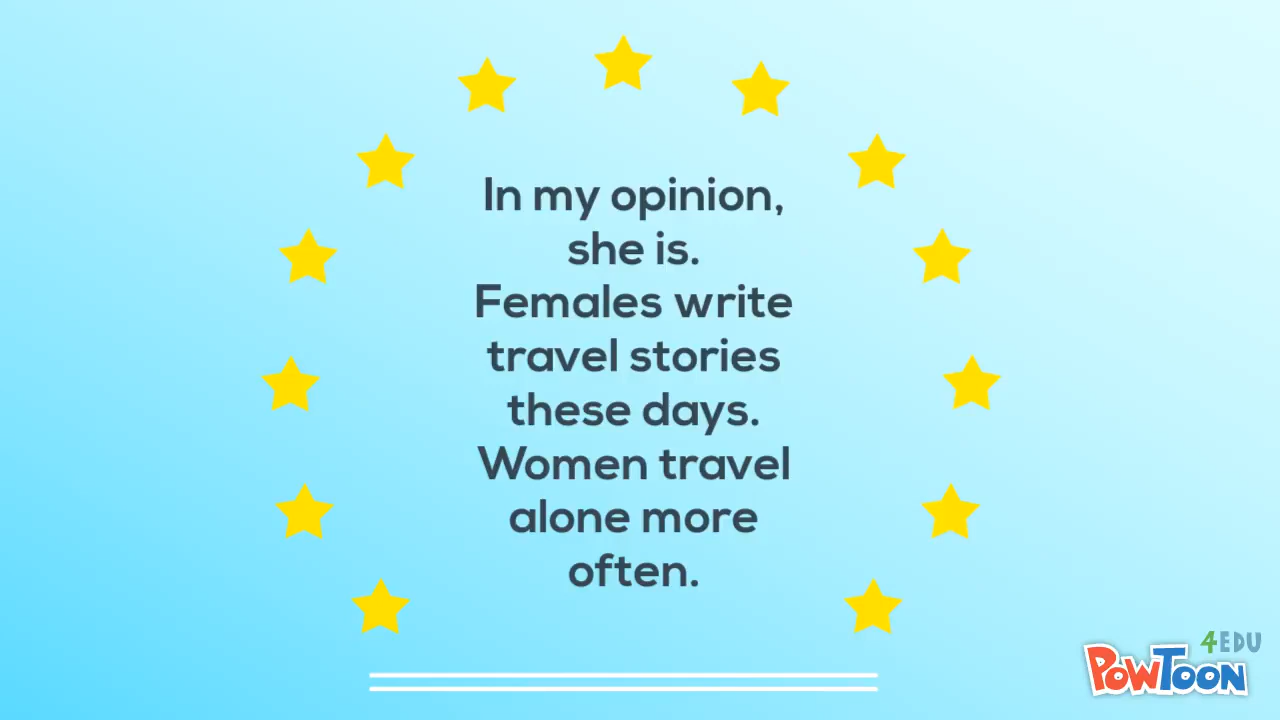 In my opinion,
she is.
Females write
travel stories
these days.
Women travel
alone more
often.
4EDU
POWTOON